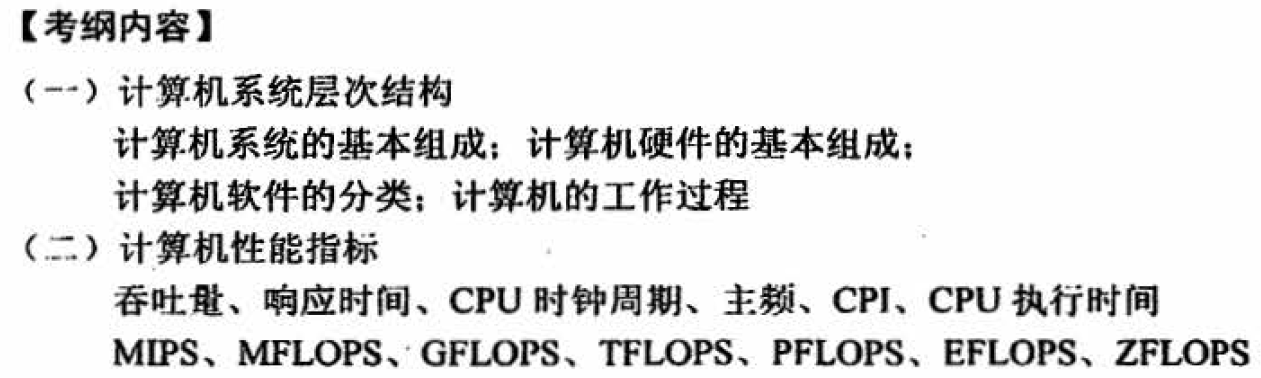 【考纲内容】
（一）计算机系统层次结构
计算机系统的基本组成；计算机硬件的基本组成；
计算机软件的分类；计算机的工作过程
（二）计算机性能指标
吞吐量、响应时间、CPU 时钟周期、主频、CPI、CPU 执行时间
MIPS、MFLOPS、GFLOPS、TFLOPS、PFLOPS、EFLOPS、ZFLOPS